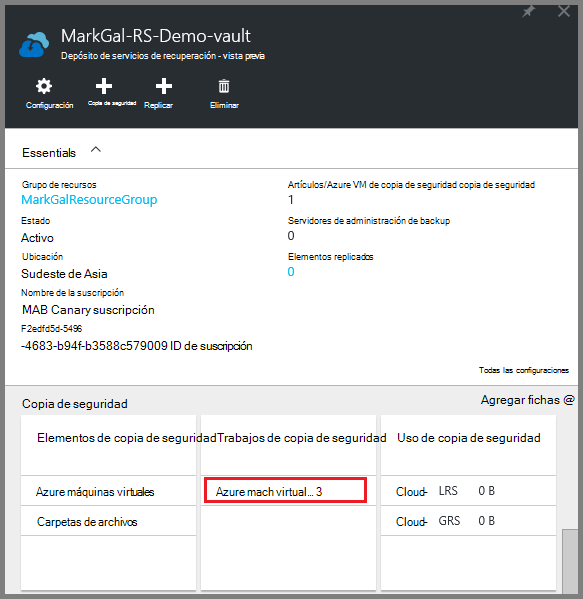 MarkGal-RS-Demo-vault
Depósito de servicios de recuperación - vista previa
Configuración
Copia de seguridad
Replicar
Eliminar
Essentials
Grupo de recursos
MarkGalResourceGroup
Estado
Activo
Ubicación
Sudeste de Asia
Nombre de la suscripción
MAB Canary suscripción
F2edfd5d-5496
-4683-b94f-b3588c579009 ID de suscripción
Artículos/Azure VM de copia de seguridad copia de seguridad
1
Servidores de administración de backup
0
Elementos replicados
0
Todas las configuraciones
Copia de seguridad
Agregar fichas @
Elementos de copia de seguridad
Azure máquinas virtuales
Carpetas de archivos
Trabajos de copia de seguridad
Azure mach virtual... 3
Uso de copia de seguridad
Cloud- LRS 0 B
Cloud- GRS 0 B